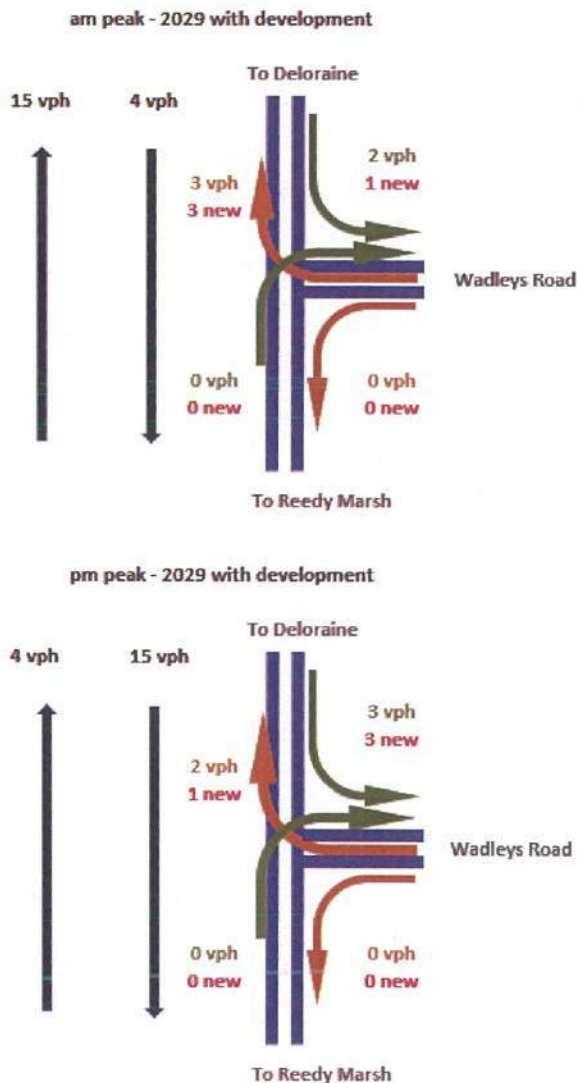 am peak - 2029 with development
To Deloraine
15 vph
4 vph
2 vph
1 new
3 vph
3 new
Wadleys Road
0 vph
0 new
0 vph
0 new
To Reedy Marsh
pm peak - 2029 with development
To Deloraine
4 vph
15 vph
3 vph
3 new
2 vph
1 new
Wadleys Road
0 vph
0 new
0 vph
0 new
To Reedy Marsh